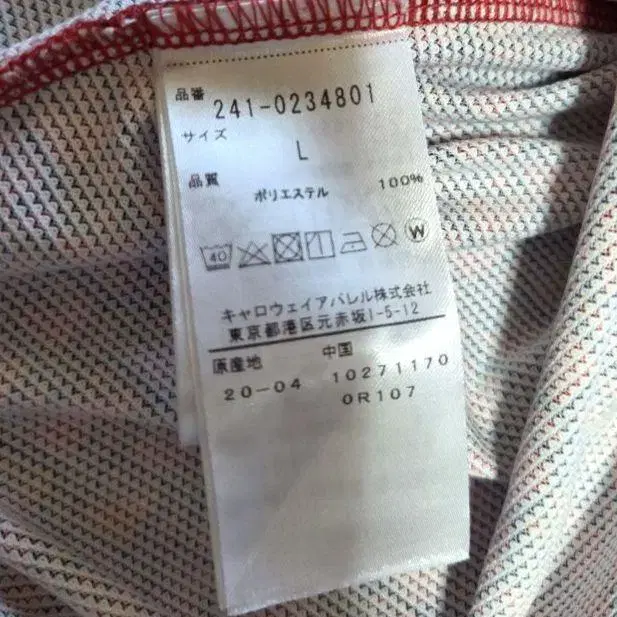 品番
241-0234801
サイズ
L
品質
ポリエステル 100%
40 W
キャロウェイアパレル株式会社
東京都港区元赤坂1-5-12
原産地 中国
20-04 10271170
0R107